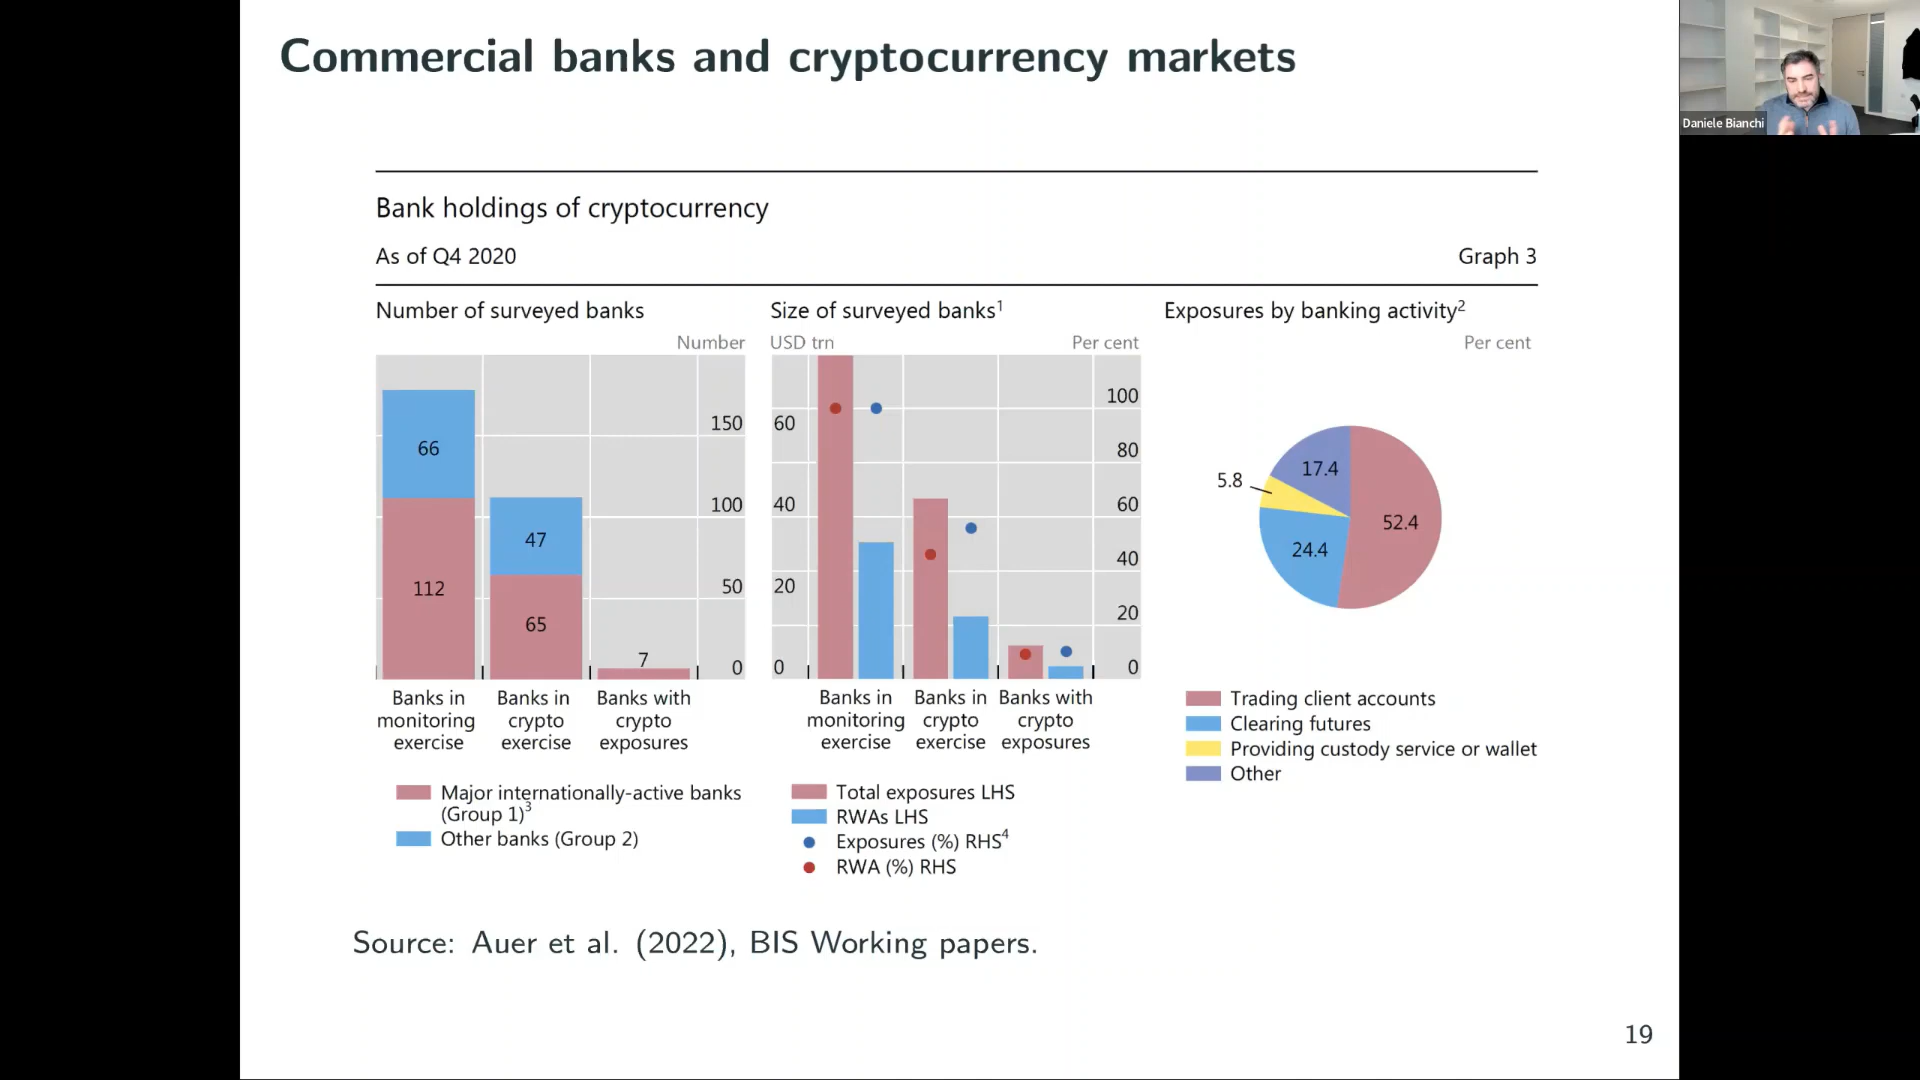 Commercial banks and cryptocurrency markets
Daniele Bianchi
Bank holdings of cryptocurrency
As of Q4 2020
Graph 3
Number of surveyed banks
Number
66
112
47
65
7
150
100
50
0
Banks in
monitoring
exercise
Banks in
crypto
exercise
Banks with
crypto
exposures
Major internationally-active banks
(Group 1)3
Other banks (Group 2)
Size of surveyed banks1
USD trn
Per cent
60
40
20
0
100
80
60
40
20
0
Banks in
monitoring
exercise
Banks in
crypto
exercise
Banks with
crypto
exposures
Total exposures LHS
RWAs LHS
Exposures (%) RHS4
RWA (%) RHS
Exposures by banking activity2
Per cent
17.4
5.8
52.4
24.4
Trading client accounts
Clearing futures
Providing custody service or wallet
Other
Source: Auer et al. (2022), BIS Working papers.
19